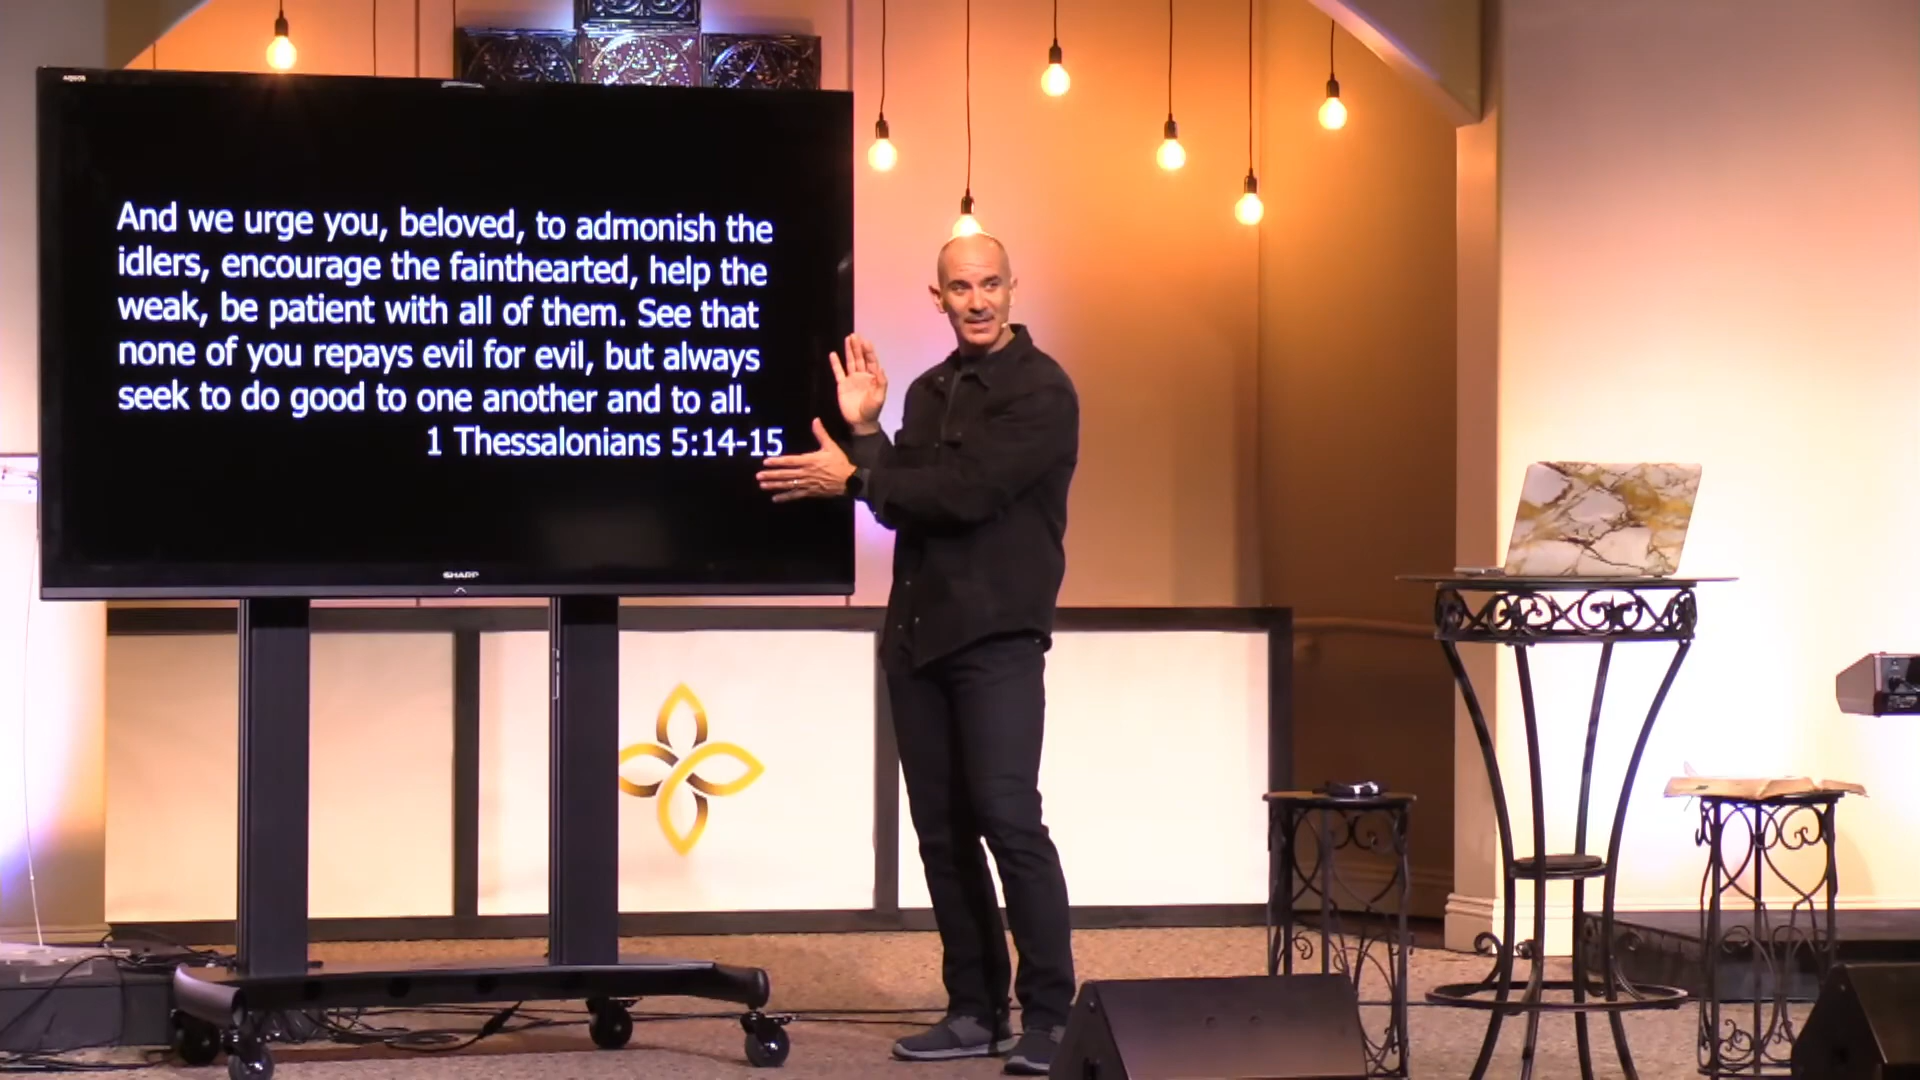 AQUOS
And we urge you, beloved, to admonish the
idlers, encourage the fainthearted, help the
weak, be patient with all of them. See that
none of you repays evil for evil, but always
seek to do good to one another and to all.
1 Thessalonians 5:14-15
SHARP